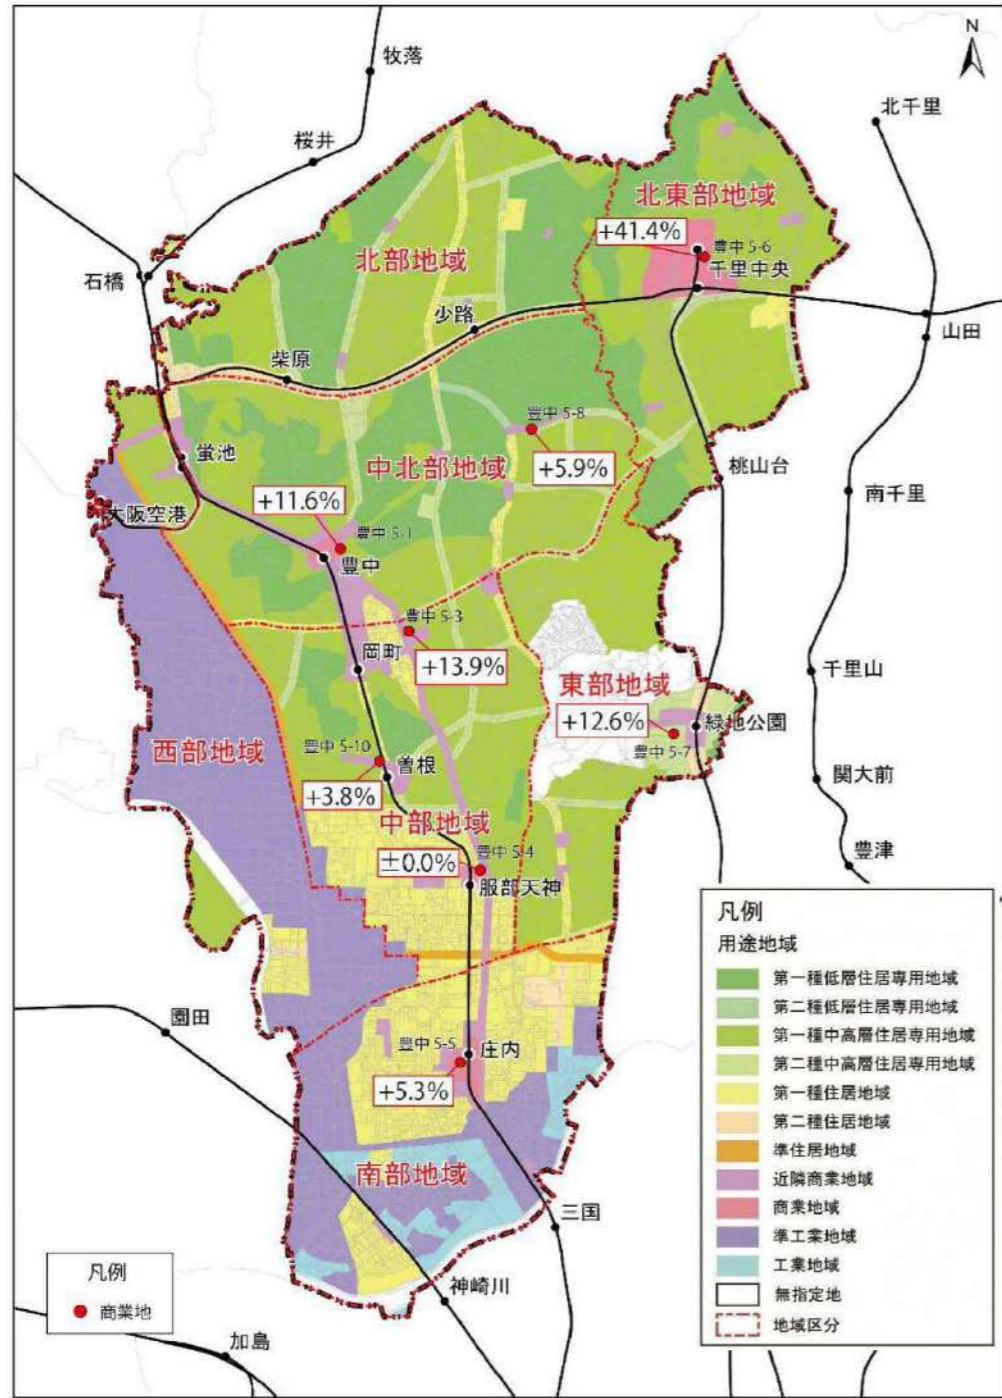 N
牧落
北千里
桜井
北東部地域
+41.4%
豊中 5-6
千里中央
北部地域
石橋
少路
山田
柴原
豊中 5-8
蛍池
中北部地域
+5.9%
桃山台
+11.6%
南千里
大阪空港
豊中 5-1
豊中
豊中 5-3
岡町
+13.9%
千里山
東部地域
+12.6%
緑地公園
西部地域
豊中 5-10
豊中 5-7
曽根
関大前
+3.8%
中部地域
豊中 5-4
±0.0%
豊津
服部天神
園田
豊中 5-5
庄内
+5.3%
南部地域
三国
神崎川
加島
凡例
商業地
凡例
用途地域
第一種低層住居専用地域
第二種低層住居専用地域
第一種中高層住居専用地域
第二種中高層住居専用地域
第一種住居地域
第二種住居地域
準住居地域
近隣商業地域
商業地域
準工業地域
工業地域
無指定地
地域区分